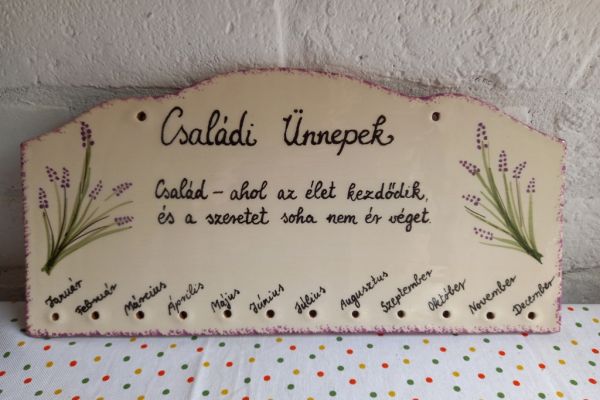 Családi Ünnepek
Család – ahol az élet kezdődik,
és a szeretet soha nem ér véget.
Január Február Március Április Május Június Július Augusztus Szeptember Október November December